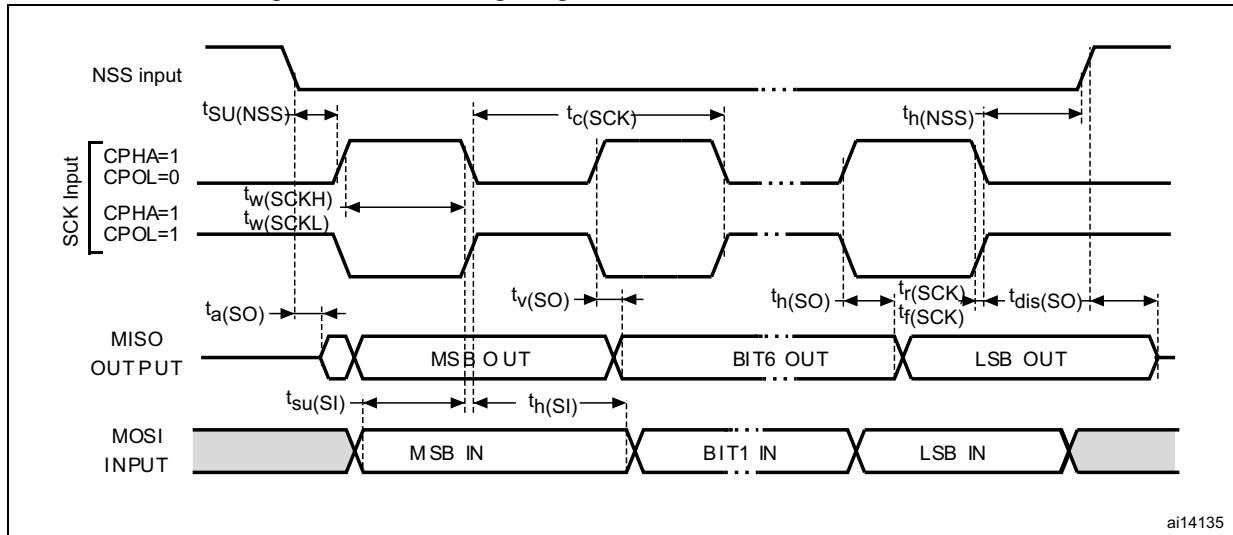 NSS input
tSU(NSS)
tc(SCK)
th(NSS)
SCK Input
CPHA=1
CPOL=0
tw(SCKH)
CPHA=1
tw(SCKL)
CPOL=1
ta(SO)
tv(SO)
th(SO)
tr(SCK)
tf(SCK)
tdis(SO)
MISO
OUTPUT
MSB OUT
BIT6 OUT
LSB OUT
tsu(SI)
th(SI)
MOSI
INPUT
MSB IN
BIT1 IN
LSB IN
ai14135